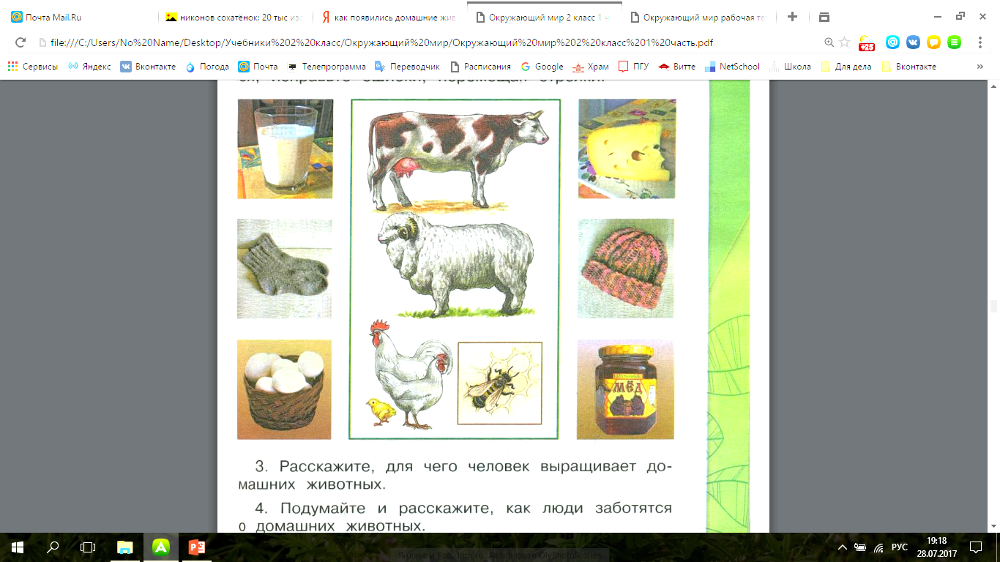 Почта Mail.Ru
никонов сохатёнок: 20 тыс изо
как появились домашние жив
Окружающий мир 2 класс 1 ч
Окружающий мир рабочая те
file:///C:/Users/No%20Name/Desktop/Учебники%202%20класс/Окружающий%20мир/Окружающий%20мир%202%20класс%201%20часть.pdf
+25
Сервисы Яндекс Вконтакте Погода Почта Телепрограмма Переводчик Расписания Google Храм ПГУ Витте NetSchool Школа Для дела Вконтакте »
МЁД
3. Расскажите, для чего человек выращивает до-
машних животных.
4. Подумайте и расскажите, как люди заботятся
о домашних животных.
РУС
19:18
28.07.2017